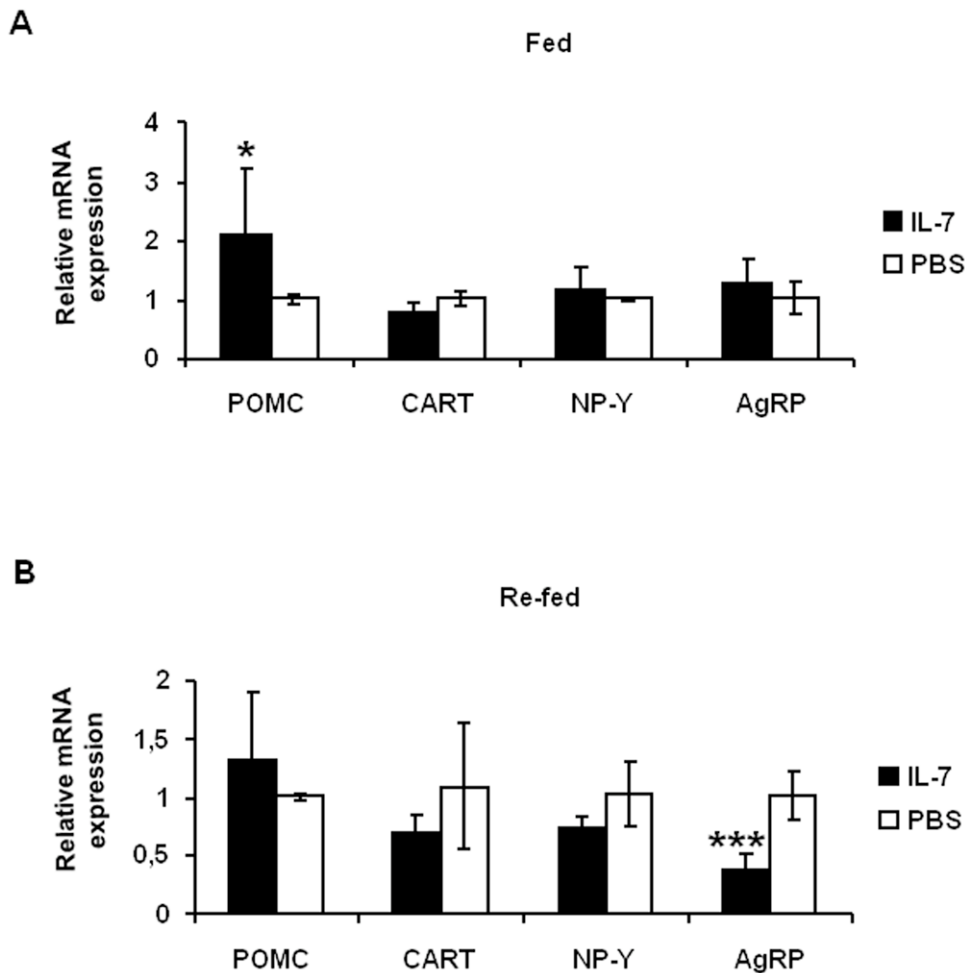 A
Fed
Relative mRNA
expression
4
3
2
1
0
*
IL-7
PBS
POMC CART NP-Y AgRP
B
Re-fed
Relative mRNA
expression
2
1,5
1
0,5
0
***
IL-7
PBS
POMC CART NP-Y AgRP